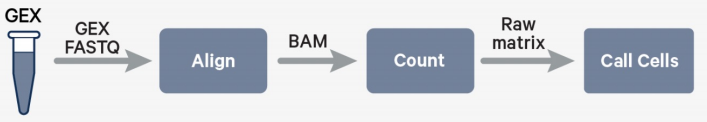 GEX
GEX
FASTQ
Align
BAM
Count
Raw
matrix
Call Cells